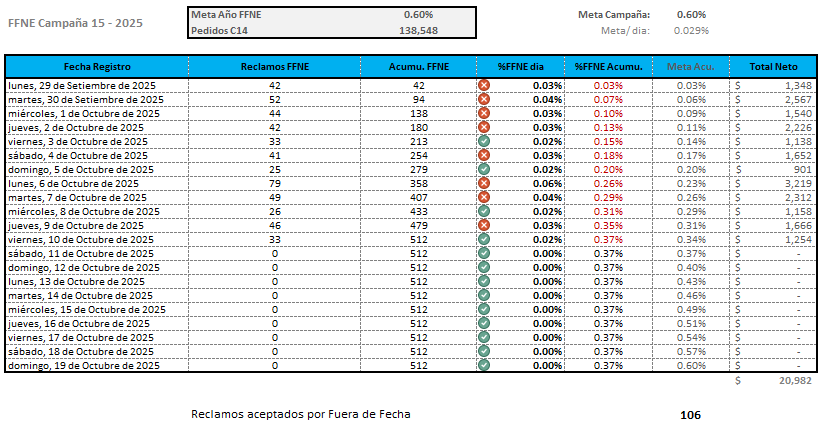 FFNE Campaña 15 - 2025
Meta Año FFNE 0.60%
Pedidos C14 138,548
Meta Campaña: 0.60%
Meta/ dia: 0.029%
Fecha Registro Reclamos FFNE Acumu. FFNE %FFNE dia %FFNE Acumu. Meta Acu. Total Neto
lunes, 29 de Setiembre de 2025 42 42 0.03% 0.03% 0.03% $ 1,348
martes, 30 de Setiembre de 2025 52 94 0.04% 0.07% 0.06% $ 2,567
miércoles, 1 de Octubre de 2025 44 138 0.03% 0.10% 0.09% $ 1,540
jueves, 2 de Octubre de 2025 42 180 0.03% 0.13% 0.11% $ 2,226
viernes, 3 de Octubre de 2025 33 213 0.02% 0.15% 0.14% $ 1,138
sábado, 4 de Octubre de 2025 41 254 0.03% 0.18% 0.17% $ 1,652
domingo, 5 de Octubre de 2025 25 279 0.02% 0.20% 0.20% $ 901
lunes, 6 de Octubre de 2025 79 358 0.06% 0.26% 0.23% $ 3,219
martes, 7 de Octubre de 2025 49 407 0.04% 0.29% 0.26% $ 2,312
miércoles, 8 de Octubre de 2025 26 433 0.02% 0.31% 0.29% $ 1,158
jueves, 9 de Octubre de 2025 46 479 0.03% 0.35% 0.31% $ 1,666
viernes, 10 de Octubre de 2025 33 512 0.02% 0.37% 0.34% $ 1,254
sábado, 11 de Octubre de 2025 0 512 0.00% 0.37% 0.37% $ -
domingo, 12 de Octubre de 2025 0 512 0.00% 0.37% 0.40% $ -
lunes, 13 de Octubre de 2025 0 512 0.00% 0.37% 0.43% $ -
martes, 14 de Octubre de 2025 0 512 0.00% 0.37% 0.46% $ -
miércoles, 15 de Octubre de 2025 0 512 0.00% 0.37% 0.49% $ -
jueves, 16 de Octubre de 2025 0 512 0.00% 0.37% 0.51% $ -
viernes, 17 de Octubre de 2025 0 512 0.00% 0.37% 0.54% $ -
sábado, 18 de Octubre de 2025 0 512 0.00% 0.37% 0.57% $ -
domingo, 19 de Octubre de 2025 0 512 0.00% 0.37% 0.60% $ -
$ 20,982
Reclamos aceptados por Fuera de Fecha 106